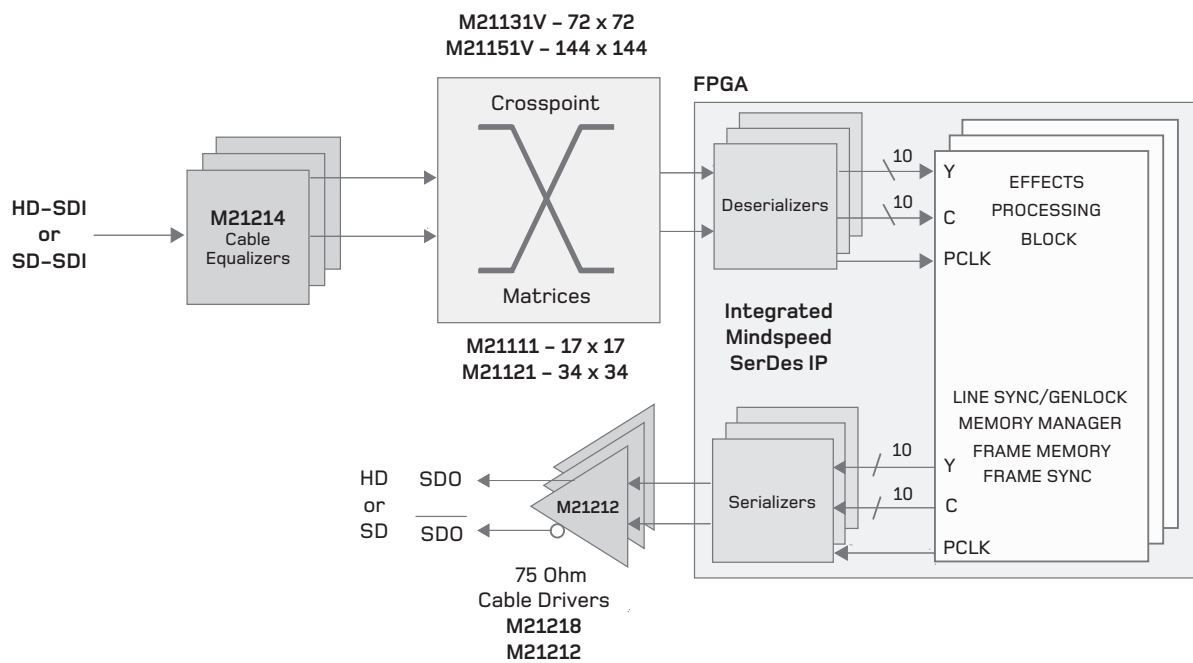 M21131V – 72 x 72
M21151V – 144 x 144
FPGA
Crosspoint
Matrices
HD–SDI
or
SD–SDI
M21214
Cable
Equalizers
Deserializers
10
10
Y
C
PCLK
EFFECTS
PROCESSING
BLOCK
M21111 – 17 x 17
M21121 – 34 x 34
Integrated
Mindspeed
SerDes IP
LINE SYNC/GENLOCK
MEMORY MANAGER
FRAME MEMORY
FRAME SYNC
HD
or
SD
SDO
SDO
M21212
Serializers
10
10
Y
C
PCLK
75 Ohm
Cable Drivers
M21218
M21212